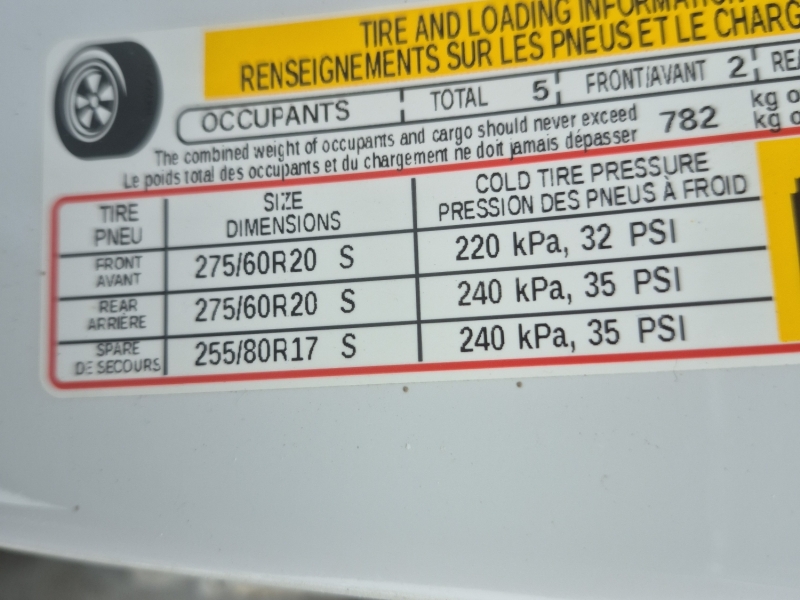 TIRE AND LOADING INFORMATION
RENSEIGNEMENTS SUR LES PNEUS ET LE CHARG
OCCUPANTS TOTAL 5 FRONT/AVANT 2 REA
The combined weight of occupants and cargo should never exceed 782 kg o
Le poids total des occupants et du chargement ne doit jamais dépasser kg o
TIRE SIZE COLD TIRE PRESSURE
PNEU DIMENSIONS PRESSION DES PNEUS À FROID
FRONT
AVANT 275/60R20 S 220 kPa, 32 PSI
REAR
ARRIÈRE 275/60R20 S 240 kPa, 35 PSI
SPARE
DE SECOURS 255/80R17 S 240 kPa, 35 PSI